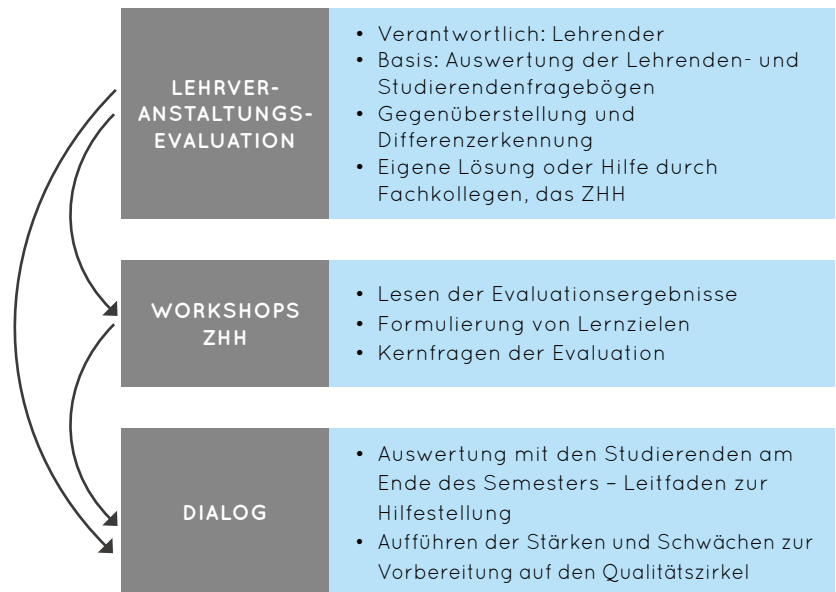 LEHRVER-
ANSTALTUNGS-
EVALUATION
• Verantwortlich: Lehrender
• Basis: Auswertung der Lehrenden- und
Studierendenfragebögen
• Gegenüberstellung und
Differenzerkennung
• Eigene Lösung oder Hilfe durch
Fachkollegen, das ZHH
WORKSHOPS
ZHH
• Lesen der Evaluationsergebnisse
• Formulierung von Lernzielen
• Kernfragen der Evaluation
DIALOG
• Auswertung mit den Studierenden am
Ende des Semesters – Leitfaden zur
Hilfestellung
• Aufführen der Stärken und Schwächen zur
Vorbereitung auf den Qualitätszirkel